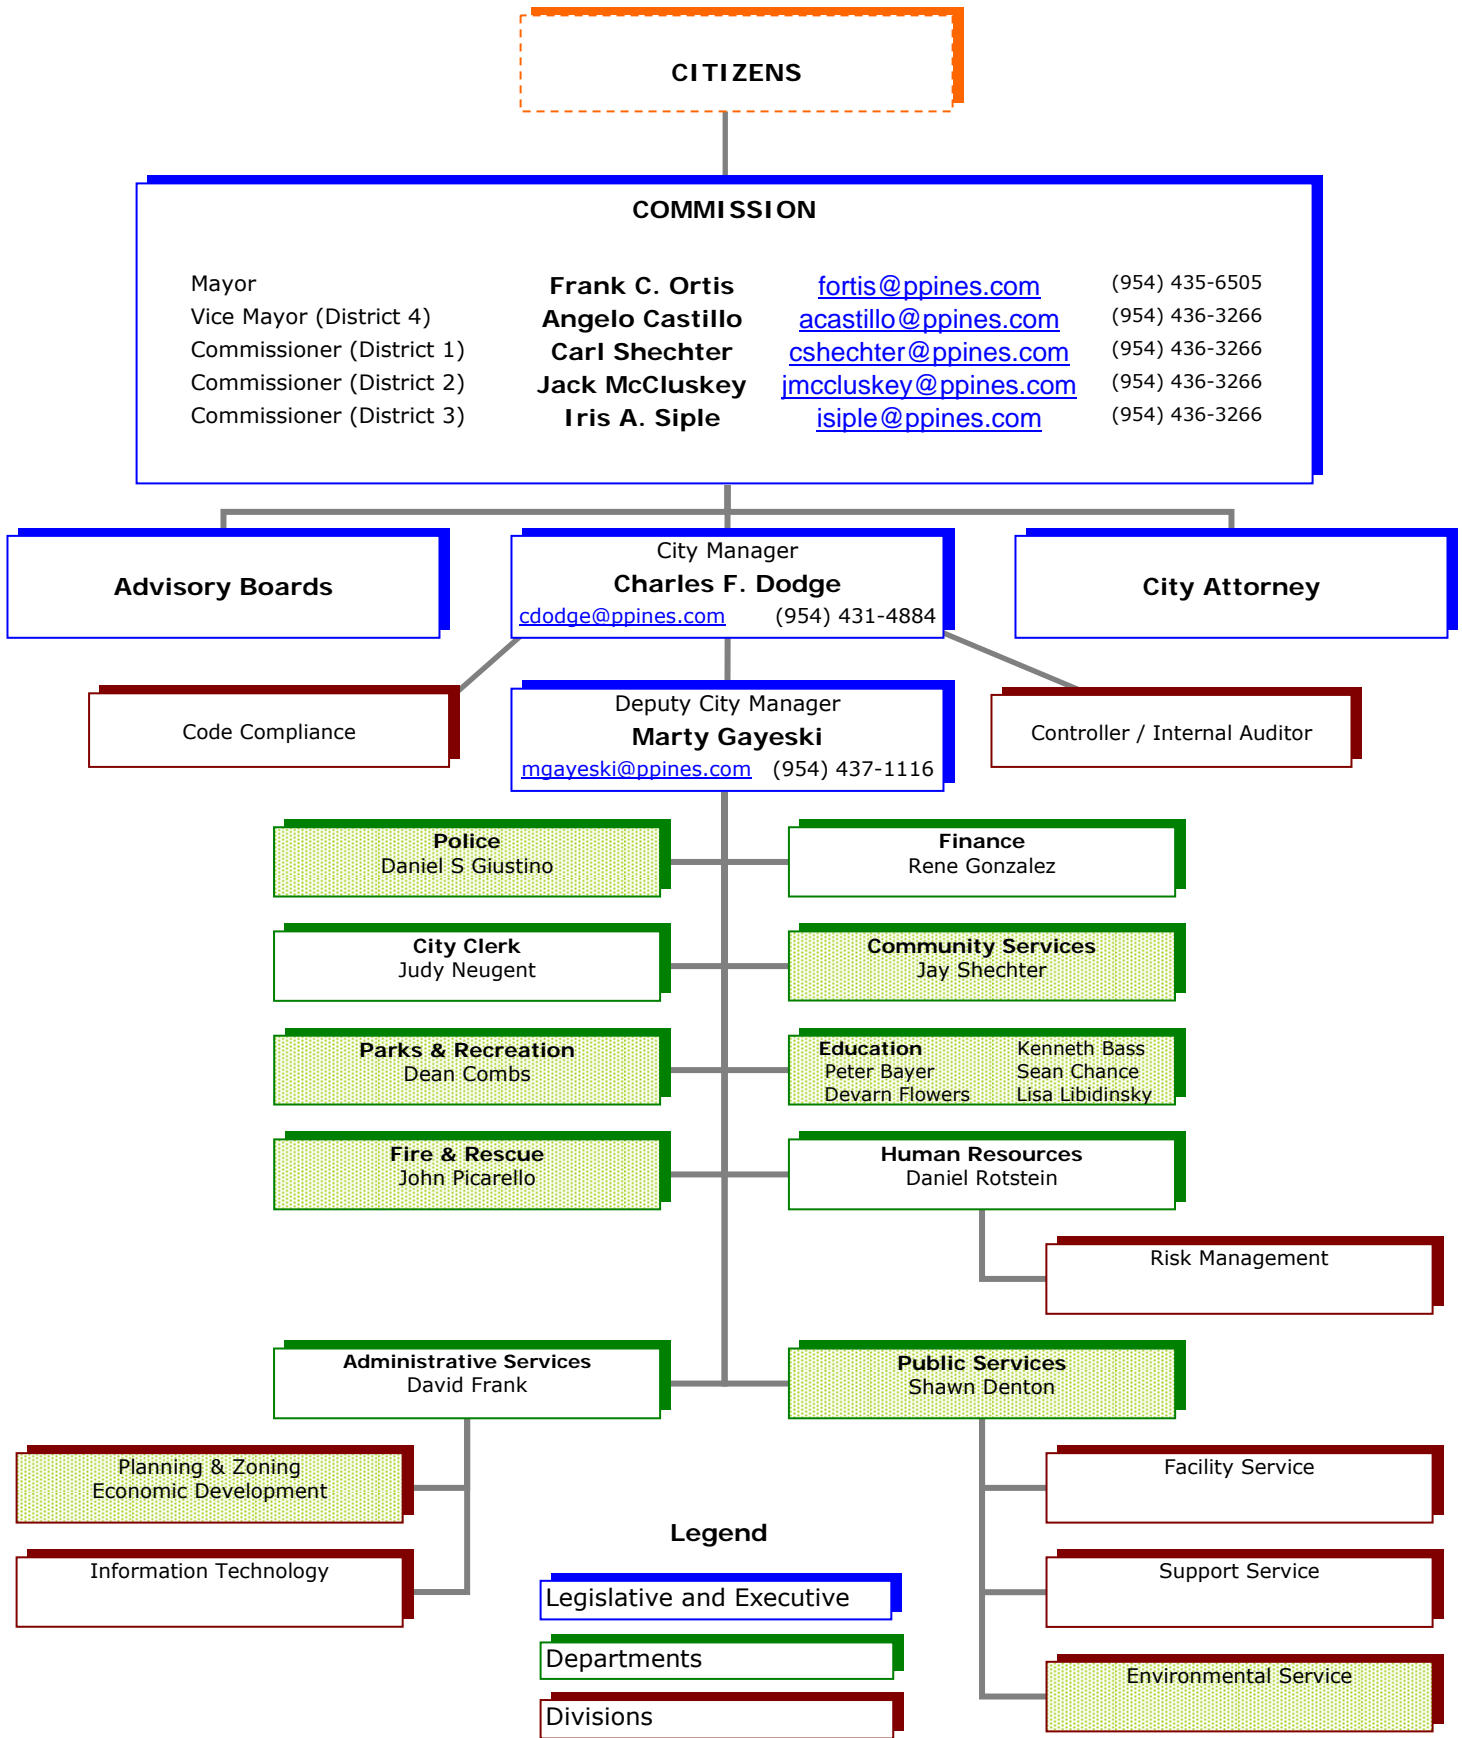 CITIZENS
COMMISSION
Mayor Frank C. Ortis fortis@ppines.com (954) 435-6505
Vice Mayor (District 4) Angelo Castillo acastillo@ppines.com (954) 436-3266
Commissioner (District 1) Carl Shechter cshechter@ppines.com (954) 436-3266
Commissioner (District 2) Jack McCluskey jmccluskey@ppines.com (954) 436-3266
Commissioner (District 3) Iris A. Siple isiple@ppines.com (954) 436-3266
Advisory Boards
City Manager
Charles F. Dodge
cdodge@ppines.com (954) 431-4884
City Attorney
Code Compliance
Deputy City Manager
Marty Gayeski
mgayeski@ppines.com (954) 437-1116
Controller / Internal Auditor
Police
Daniel S Giustino
Finance
Rene Gonzalez
City Clerk
Judy Neugent
Community Services
Jay Shechter
Parks & Recreation
Dean Combs
Education Kenneth Bass
Peter Bayer Sean Chance
Devarn Flowers Lisa Libidinsky
Fire & Rescue
John Picarello
Human Resources
Daniel Rotstein
Risk Management
Administrative Services
David Frank
Public Services
Shawn Denton
Planning & Zoning
Economic Development
Facility Service
Information Technology
Support Service
Environmental Service
Legend
Legislative and Executive
Departments
Divisions